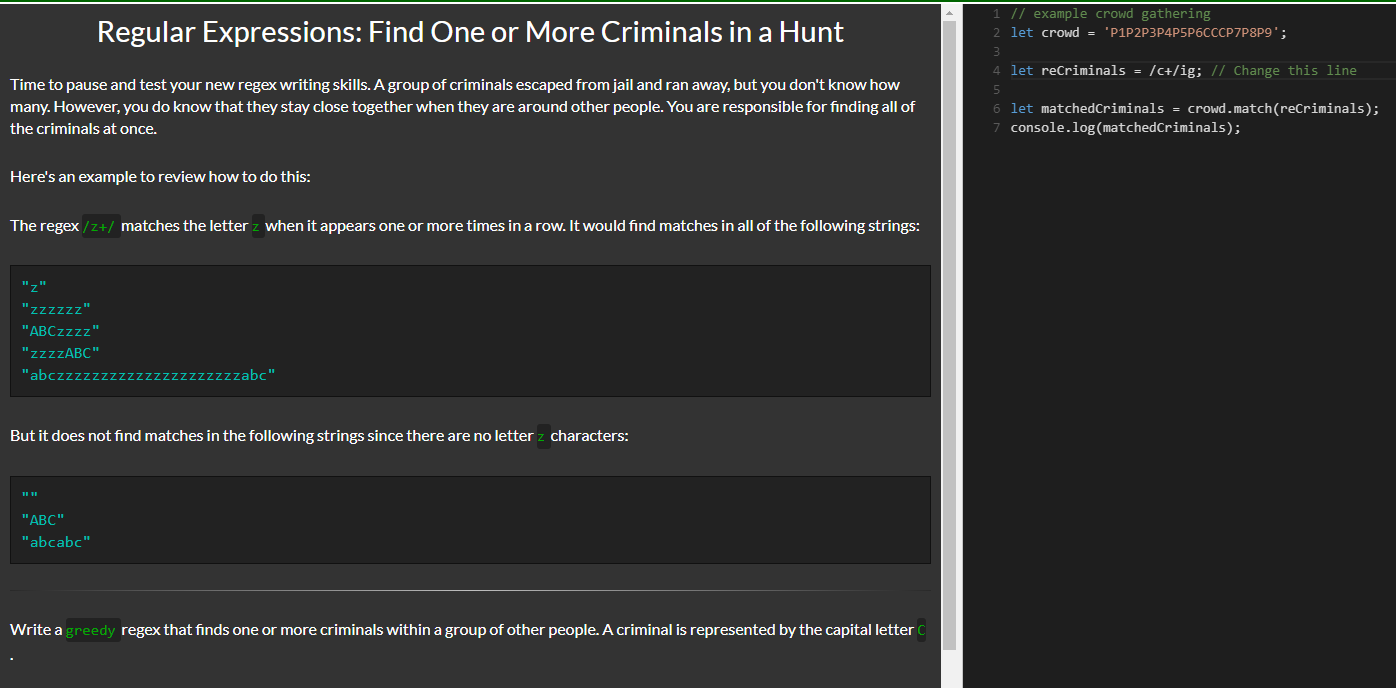 Regular Expressions: Find One or More Criminals in a Hunt
Time to pause and test your new regex writing skills. A group of criminals escaped from jail and ran away, but you don't know how
many. However, you do know that they stay close together when they are around other people. You are responsible for finding all of
the criminals at once.
Here's an example to review how to do this:
The regex /z+/ matches the letter z when it appears one or more times in a row. It would find matches in all of the following strings:
"z"
"zzzzzz"
"ABCzzzz"
"zzzzABC"
"abczzzzzzzzzzzzzzzzzzzzzabc"
But it does not find matches in the following strings since there are no letter z characters:
""
"ABC"
"abcabc"
Write a greedy regex that finds one or more criminals within a group of other people. A criminal is represented by the capital letter C
.
1 // example crowd gathering
2 let crowd = 'P1P2P3P4P5P6CCCP7P8P9';
3
4 let reCriminals = /c+/ig; // Change this line
5
6 let matchedCriminals = crowd.match(reCriminals);
7 console.log(matchedCriminals);